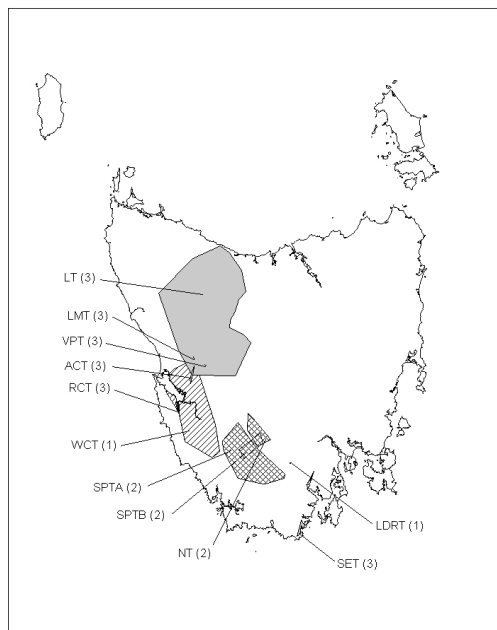 LT (3)
LMT (3)
VPT (3)
ACT (3)
RCT (3)
WCT (1)
SPTA (2)
SPTB (2)
NT (2)
LDRT (1)
SET (3)